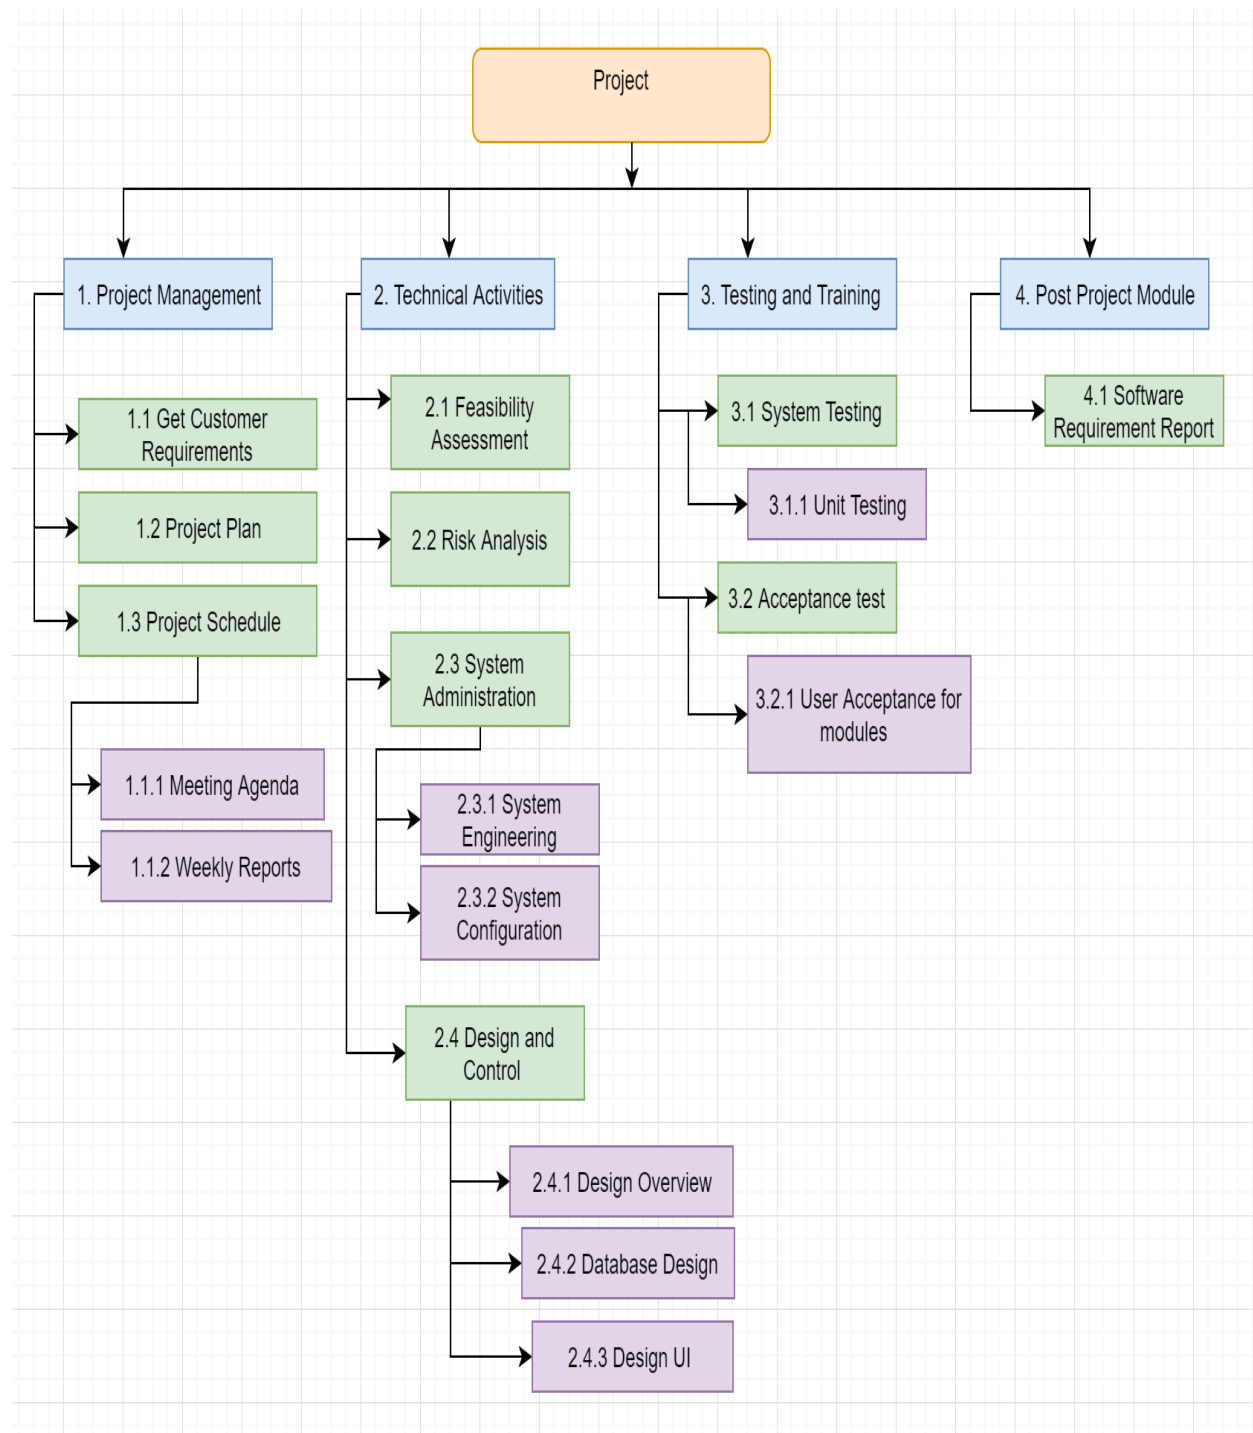 Project
1. Project Management
2. Technical Activities
3. Testing and Training
4. Post Project Module
1.1 Get Customer
Requirements
1.2 Project Plan
1.3 Project Schedule
1.1.1 Meeting Agenda
1.1.2 Weekly Reports
2.1 Feasibility
Assessment
2.2 Risk Analysis
2.3 System
Administration
2.3.1 System
Engineering
2.3.2 System
Configuration
2.4 Design and
Control
2.4.1 Design Overview
2.4.2 Database Design
2.4.3 Design UI
3.1 System Testing
3.1.1 Unit Testing
3.2 Acceptance test
3.2.1 User Acceptance for
modules
4.1 Software
Requirement Report